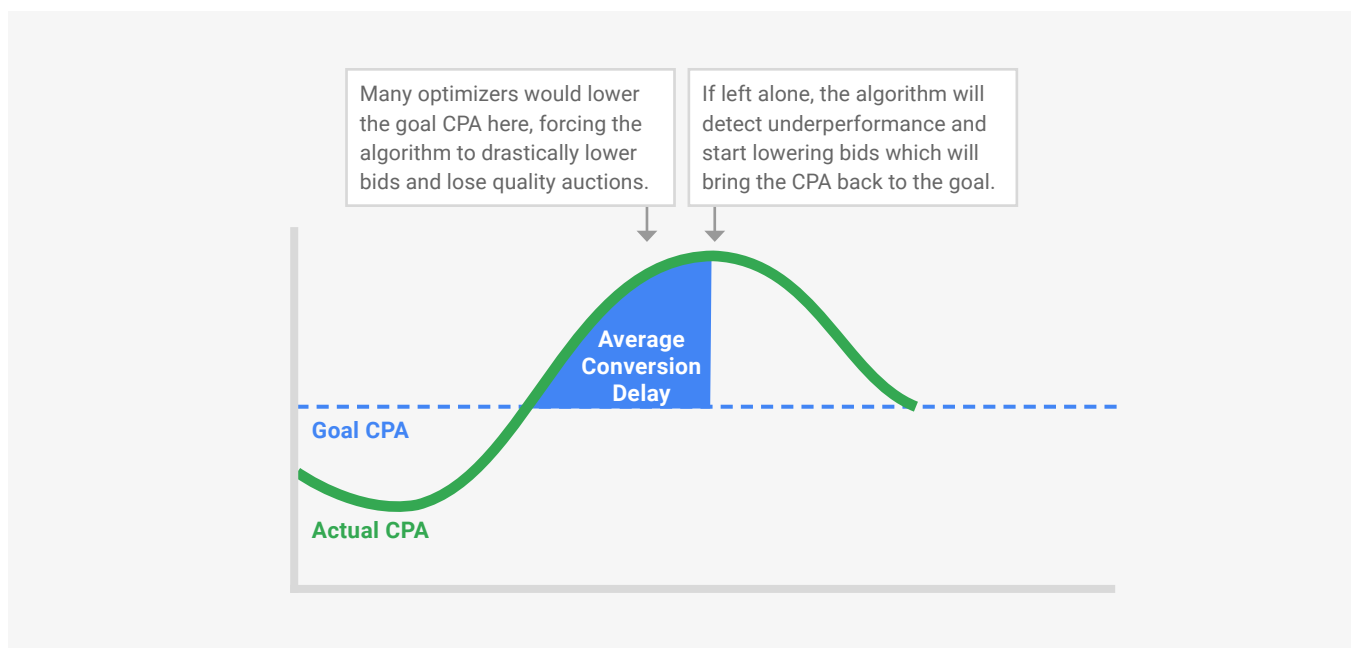 Many optimizers would lower
the goal CPA here, forcing the
algorithm to drastically lower
bids and lose quality auctions.
If left alone, the algorithm will
detect underperformance and
start lowering bids which will
bring the CPA back to the goal.
Average
Conversion
Delay
Goal CPA
Actual CPA